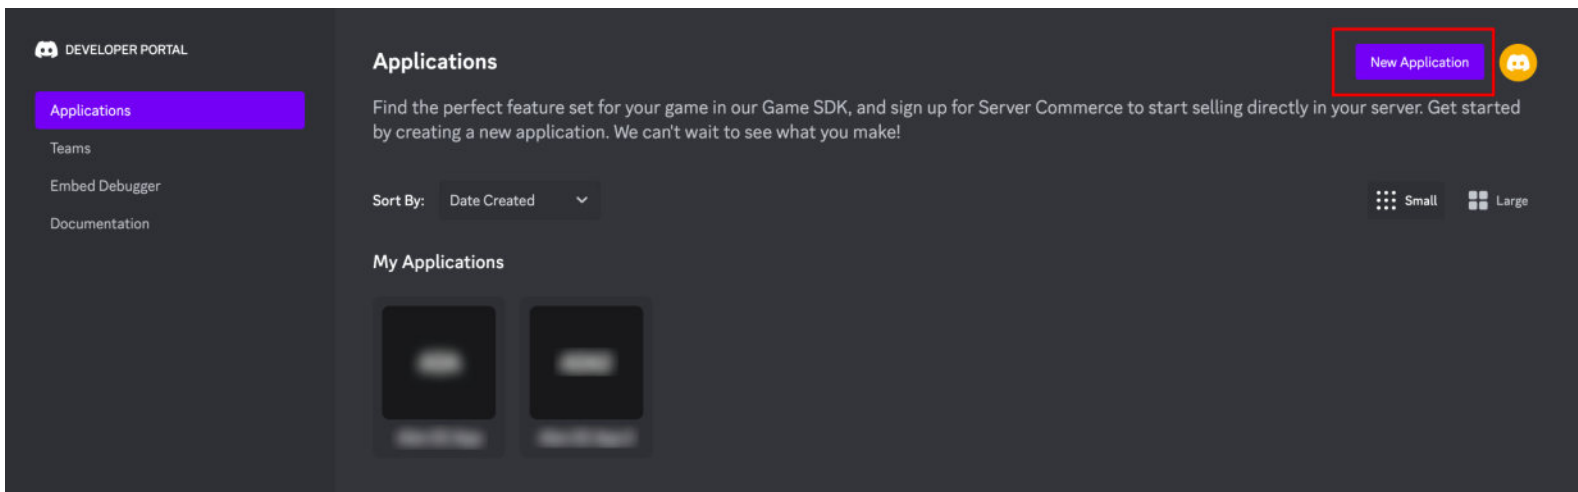 DEVELOPER PORTAL
Applications
Teams
Embed Debugger
Documentation
Applications
New Application
Find the perfect feature set for your game in our Game SDK, and sign up for Server Commerce to start selling directly in your server. Get started
by creating a new application. We can't wait to see what you make!
Sort By: Date Created
Small Large
My Applications